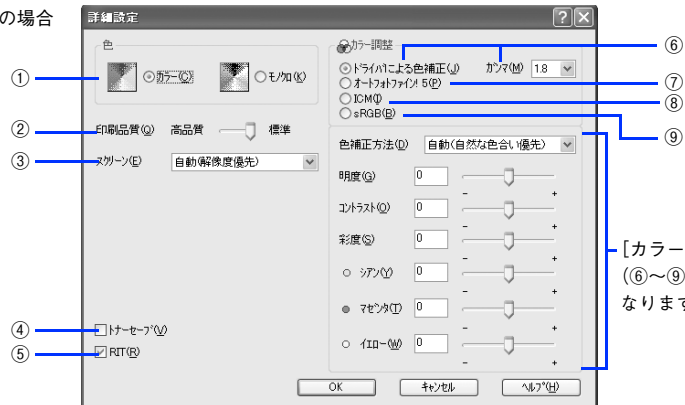 の場合
詳細設定
色
カラー(C)
モノクロ(K)
①
②
③
④
⑤
印刷品質(Q) 高品質 標準
スクリーン(E) 自動(解像度優先)
トナーセーブ(V)
RIT(R)
カラー調整
ドライバによる色補正(J) ガンマ(M) 1.8
オートフォトファイン! 5(P)
ICM(I)
sRGB(B)
⑥
⑦
⑧
⑨
色補正方法(D) 自動(自然な色合い優先)
明度(G) 0 - +
コントラスト(O) 0 - +
彩度(S) 0 - +
シアン(Y) 0 - +
マゼンタ(T) 0 - +
イエロー(W) 0 - +
[カラー
(⑥～⑨
なります
OK キャンセル ヘルプ(H)